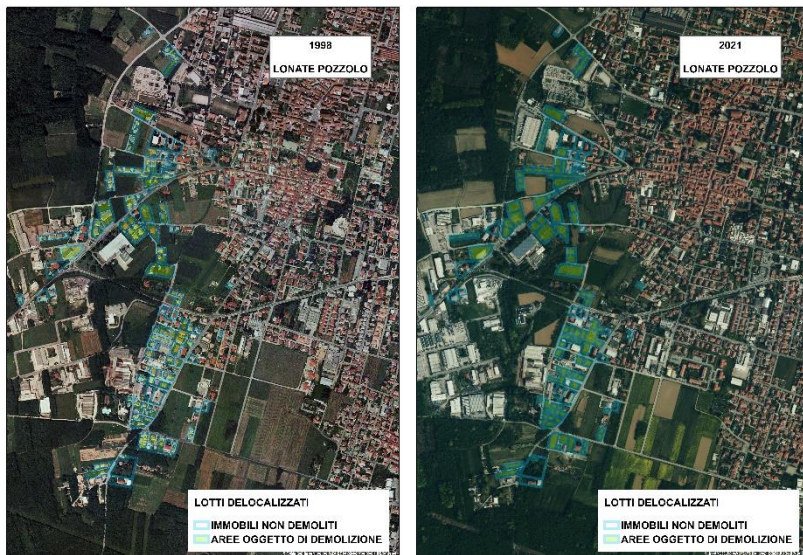 1998
LONATE POZZOLO
LOTTI DELOCALIZZATI
IMMOBILI NON DEMOLITI
AREE OGGETTO DI DEMOLIZIONE
2021
LONATE POZZOLO
LOTTI DELOCALIZZATI
IMMOBILI NON DEMOLITI
AREE OGGETTO DI DEMOLIZIONE